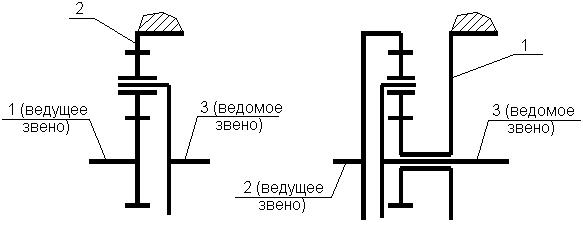 2
1 (ведущее
звено)
3 (ведомое
звено)
1
3 (ведомое
звено)
2 (ведущее
звено)